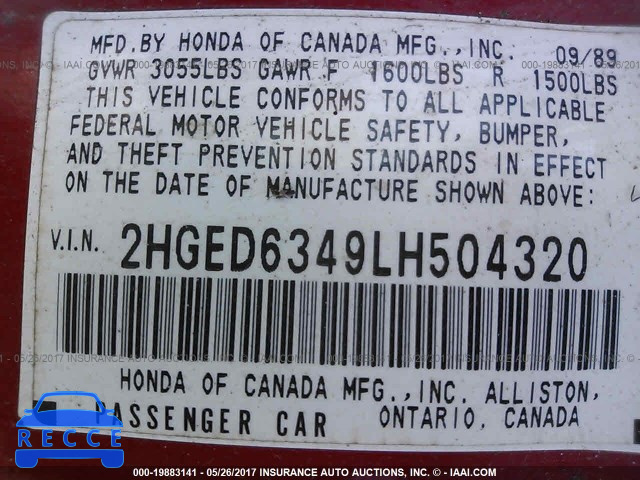 MFD.BY HONDA OF CANADA MFG.,INC. 09/89
GVWR 3055LBS GAWR F 1600LBS R 1500LBS
THIS VEHICLE CONFORMS TO ALL APPLICABLE
FEDERAL MOTOR VEHICLE SAFETY, BUMPER,
AND THEFT PREVENTION STANDARDS IN EFFECT
ON THE DATE OF MANUFACTURE SHOWN ABOVE:
V.I.N. 2HGED6349LH504320
HONDA OF CANADA MFG.,INC. ALLISTON,
PASSENGER CAR ONTARIO, CANADA
RECCE
000-19883141 - 05/26/2017 INSURANCE AUTO AUCTIONS, INC. - © IAAI.COM